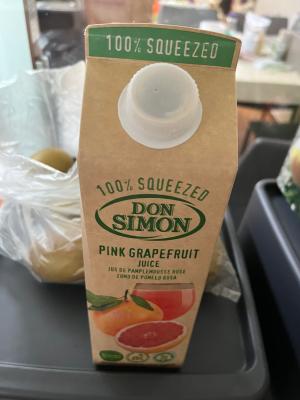 100% SQUEEZED
100% SQUEEZED
DON
SIMON
PINK GRAPEFRUIT
JUICE
JUS DE PAMPLEMOUSSE ROSE
ZUMO DE POMELO ROSA